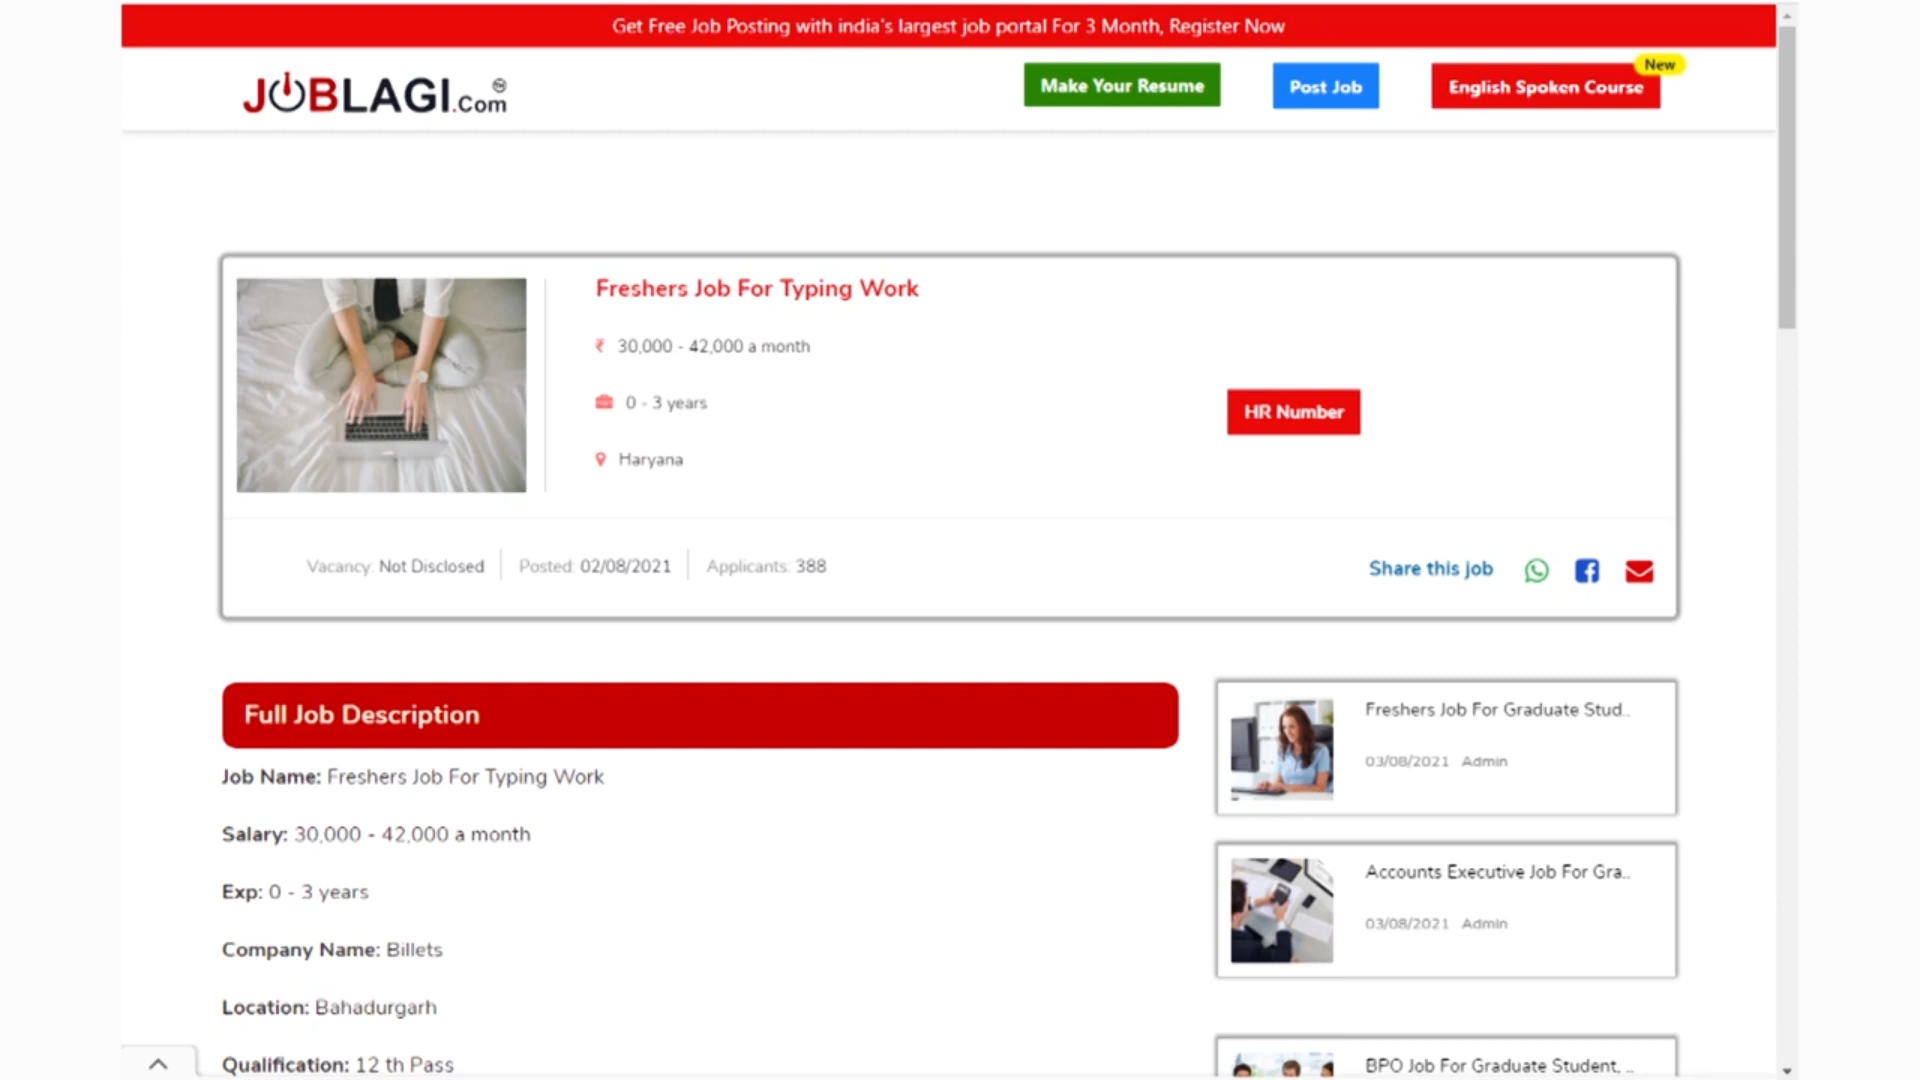 Get Free Job Posting with india's largest job portal For 3 Month, Register Now
JOBLAGI.Com
Make Your Resume
Post Job
English Spoken Course
New
Freshers Job For Typing Work
₹ 30,000 - 42,000 a month
0 - 3 years
Haryana
HR Number
Vacancy: Not Disclosed
Posted: 02/08/2021
Applicants: 388
Share this job
Full Job Description
Job Name: Freshers Job For Typing Work
Salary: 30,000 - 42,000 a month
Exp: 0 - 3 years
Company Name: Billets
Location: Bahadurgarh
Qualification: 12 th Pass
Freshers Job For Graduate Stud..
03/08/2021 Admin
Accounts Executive Job For Gra..
03/08/2021 Admin
BPO Job For Graduate Student, ..